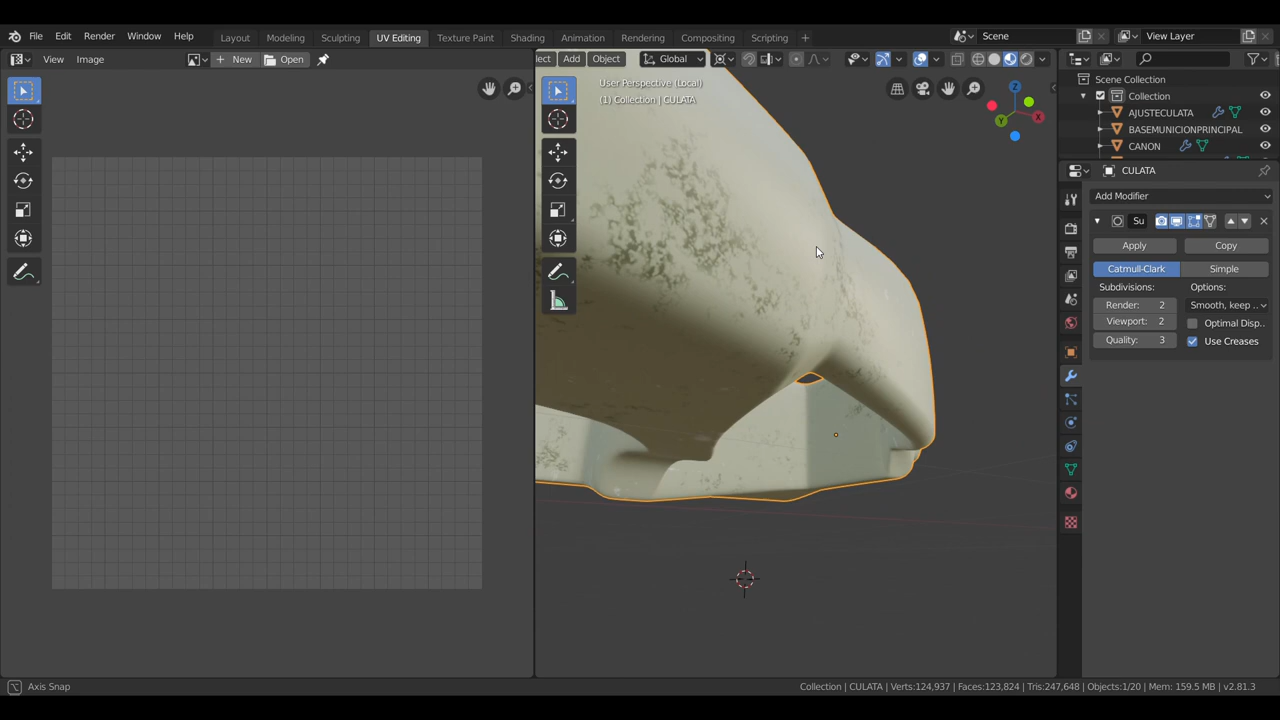 File Edit Render Window Help Layout Modeling Sculpting UV Editing Texture Paint Shading Animation Rendering Compositing Scripting + Scene View Layer
View Image New Open
lect Add Object Global
User Perspective (Local)
(1) Collection | CULATA
Scene Collection
Collection
AJUSTECULATA
BASEMUNICIONPRINCIPAL
CANON
CULATA
Add Modifier
Su
Apply Copy
Catmull-Clark Simple
Subdivisions: Options:
Render: 2 Smooth, keep ..
Viewport: 2 Optimal Disp..
Quality: 3 Use Creases
X
Y
Z
Axis Snap
Collection | CULATA | Verts:124,937 | Faces:123,824 | Tris:247,648 | Objects:1/20 | Mem: 159.5 MB | v2.81.3